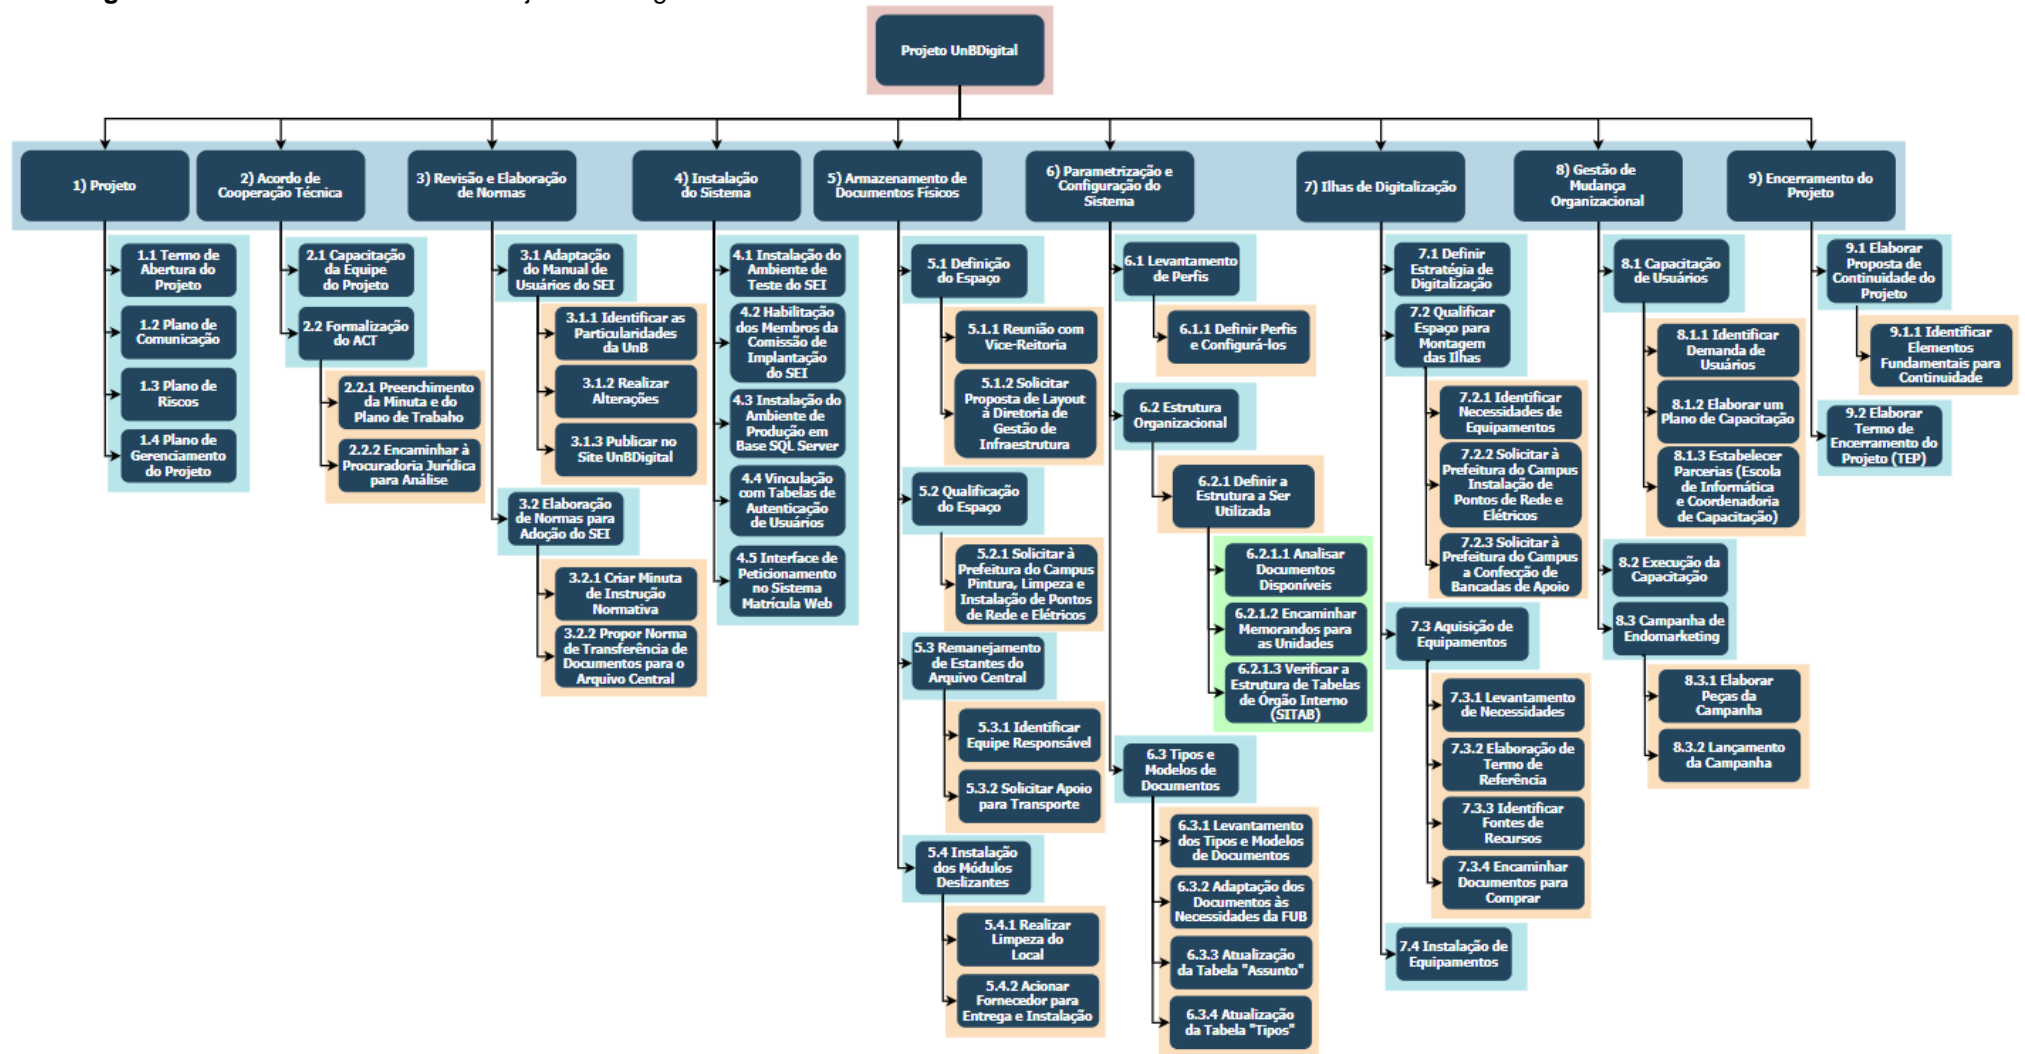 Projeto UnBDigital
1) Projeto
2) Acordo de
Cooperação Técnica
3) Revisão e Elaboração
de Normas
4) Instalação
do Sistema
5) Armazenamento de
Documentos Físicos
6) Parametrização e
Configuração do
Sistema
7) Ilhas de Digitalização
8) Gestão de
Mudança
Organizacional
9) Encerramento do
Projeto
1.1 Termo de
Abertura do
Projeto
1.2 Plano de
Comunicação
1.3 Plano de
Riscos
1.4 Plano de
Gerenciamento
do Projeto
2.1 Capacitação
da Equipe
do Projeto
2.2 Formalização
do ACT
2.2.1 Preenchimento
da Minuta e do
Plano de Trabaho
2.2.2 Encaminhar à
Procuradoria Jurídica
para Análise
3.1 Adaptação
do Manual de
Usuários do SEI
3.1.1 Identificar as
Particularidades
da UnB
3.1.2 Realizar
Alterações
3.1.3 Publicar no
Site UnBDigital
3.2 Elaboração
de Normas para
Adoção do SEI
3.2.1 Criar Minuta
de Instrução
Normativa
3.2.2 Propor Norma
de Transferência de
Documentos para o
Arquivo Central
4.1 Instalação do
Ambiente de
Teste do SEI
4.2 Habilitação
dos Membros da
Comissão de
Implantação
do SEI
4.3 Instalação do
Ambiente de
Produção em
Base SQL Server
4.4 Vinculação
com Tabelas de
Autenticação
de Usuários
4.5 Interface de
Peticionamento
no Sistema
Matrícula Web
5.1 Definição
do Espaço
5.1.1 Reunião com
Vice-Reitoria
5.1.2 Solicitar
Proposta de Layout
à Diretoria de
Gestão de
Infraestrutura
5.2 Qualificação
do Espaço
5.2.1 Solicitar à
Prefeitura do Campus
Pintura, Limpeza e
Instalação de Pontos
de Rede e Elétricos
5.3 Remanejamento
de Estantes do
Arquivo Central
5.3.1 Identificar
Equipe Responsável
5.3.2 Solicitar Apoio
para Transporte
5.4 Instalação
dos Módulos
Deslizantes
5.4.1 Realizar
Limpeza do
Local
5.4.2 Acionar
Fornecedor para
Entrega e Instalação
6.1 Levantamento
de Perfis
6.1.1 Definir Perfis
e Configurá-los
6.2 Estrutura
Organizacional
6.2.1 Definir a
Estrutura a Ser
Utilizada
6.2.1.1 Analisar
Documentos
Disponíveis
6.2.1.2 Encaminhar
Memorandos para
as Unidades
6.2.1.3 Verificar a
Estrutura de Tabelas
de Órgão Interno
(SITAB)
6.3 Tipos e
Modelos de
Documentos
6.3.1 Levantamento
dos Tipos e Modelos
de Documentos
6.3.2 Adaptação dos
Documentos às
Necessidades da FUB
6.3.3 Atualização
da Tabela "Assunto"
6.3.4 Atualização
da Tabela "Tipos"
7.1 Definir
Estratégia de
Digitalização
7.2 Qualificar
Espaço para
Montagem
das Ilhas
7.2.1 Identificar
Necessidades de
Equipamentos
7.2.2 Solicitar à
Prefeitura do Campus
Instalação de
Pontos de Rede e
Elétricos
7.2.3 Solicitar à
Prefeitura do Campus
a Confecção de
Bancadas de Apoio
7.3 Aquisição de
Equipamentos
7.3.1 Levantamento
de Necessidades
7.3.2 Elaboração de
Termo de
Referência
7.3.3 Identificar
Fontes de
Recursos
7.3.4 Encaminhar
Documentos para
Comprar
7.4 Instalação de
Equipamentos
8.1 Capacitação
de Usuários
8.1.1 Identificar
Demanda de
Usuários
8.1.2 Elaborar um
Plano de Capacitação
8.1.3 Estabelecer
Parcerias (Escola
de Informática
e Coordenadoria
de Capacitação)
8.2 Execução da
Capacitação
8.3 Campanha de
Endomarketing
8.3.1 Elaborar
Peças da
Campanha
8.3.2 Lançamento
da Campanha
9.1 Elaborar
Proposta de
Continuidade do
Projeto
9.1.1 Identificar
Elementos
Fundamentais para
Continuidade
9.2 Elaborar
Termo de
Encerramento do
Projeto (TEP)